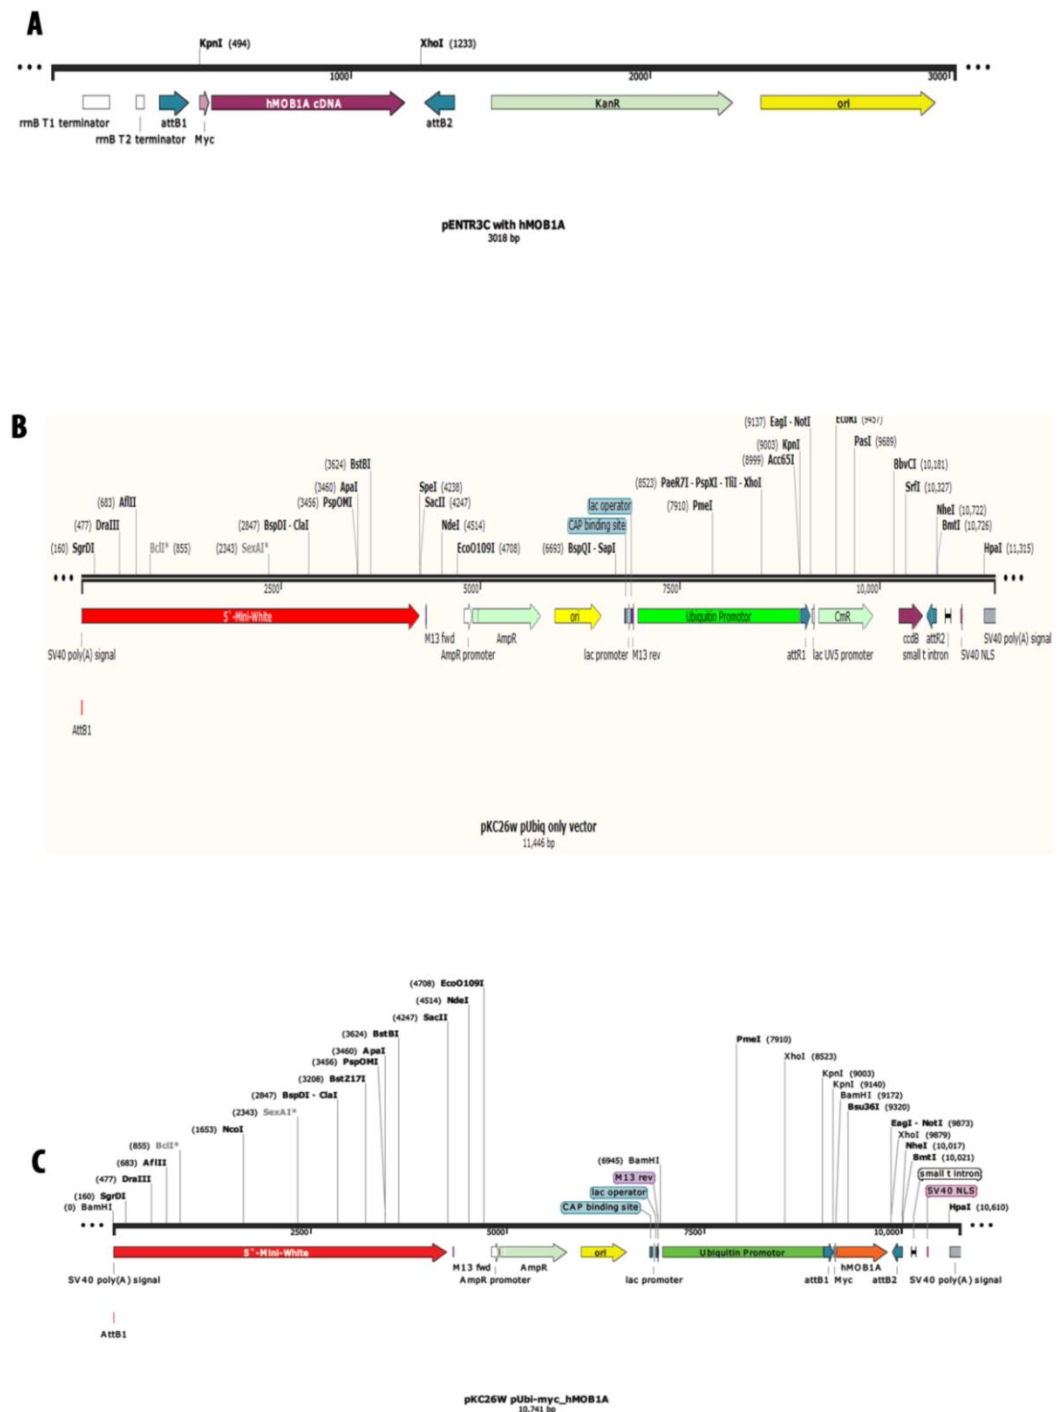 A
KpnI (494)
XhoI (1233)
1000
2000
3000
hMOB1A cDNA
KanR
ori
rrnB T1 terminator
attB1
attB2
rrnB T2 terminator
Myc
pENTR3C with hMOB1A
3018 bp
B
(9137) EagI - NotI
EcoRI (9457)
(9003) KpnI
PasI (9689)
(8999) Acc65I
(3624) BstBI
BbvCI (10,181)
(3460) ApaI
SpeI (4238)
(8523) PaeR7I - PspXI - TliI - XhoI
SrfI (10,327)
(683) AflII
(3456) PspOMI
SacII (4247)
lac operator
(7910) PmeI
NheI (10,722)
(477) DraIII
(2847) BspDI - ClaI
NdeI (4514)
CAP binding site
BmtI (10,726)
(160) SgrDI
BclI* (855)
(2343) SexAI*
EcoO109I (4708)
(6693) BspQI - SapI
HpaI (11,315)
2500
5000
7500
10,000
5`-Mini-White
AmpR
ori
Ubiquitin Promotor
CmR
M13 fwd
ccdB
attR2
SV40 poly(A) signal
SV40 poly(A) signal
AmpR promoter
lac promoter
M13 rev
attR1
lac UV5 promoter
small t intron
SV40 NLS
AttB1
pKC26w pUbiq only vector
11,446 bp
(4708) EcoO109I
(4514) NdeI
(4247) SacII
(3624) BstBI
PmeI (7910)
(3460) ApaI
XhoI (8523)
(3456) PspOMI
(3208) BstZ17I
KpnI (9003)
KpnI (9140)
(2847) BspDI - ClaI
BamHI (9172)
(2343) SexAI*
Bsu36I (9320)
(1653) NcoI
EagI - NotI (9873)
XhoI (9879)
(855) BclI*
NheI (10,017)
C
(683) AflII
(6945) BamHI
BmtI (10,021)
(477) DraIII
M13 rev
small t intron
(160) SgrDI
lac operator
SV40 NLS
(0) BamHI
CAP binding site
HpaI (10,610)
2500
5000
7500
10,000
5`-Mini-White
M13 fwd
AmpR
ori
Ubiquitin Promotor
hMOB1A
SV40 poly(A) signal
AmpR promoter
lac promoter
attB1
Myc
attB2
SV40 poly(A) signal
AttB1
pKC26W pUbi-myc_hMOB1A
10,741 bp